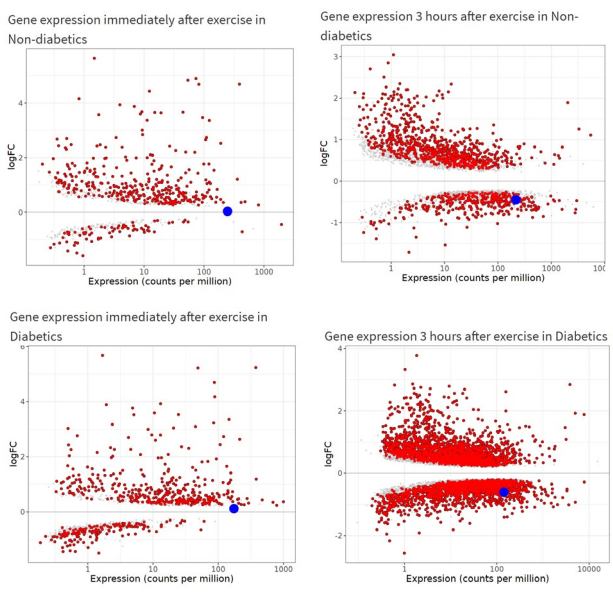 Gene expression immediately after exercise in
Non-diabetics
logFC
4
2
0
1
10
100
1000
Expression (counts per million)
Gene expression 3 hours after exercise in Non-
diabetics
logFC
3
2
1
0
-1
1
10
100
1000
Expression (counts per million)
Gene expression immediately after exercise in
Diabetics
logFC
6
4
2
0
1
10
100
1000
Expression (counts per million)
Gene expression 3 hours after exercise in Diabetics
logFC
4
2
0
-2
1
100
10000
Expression (counts per million)